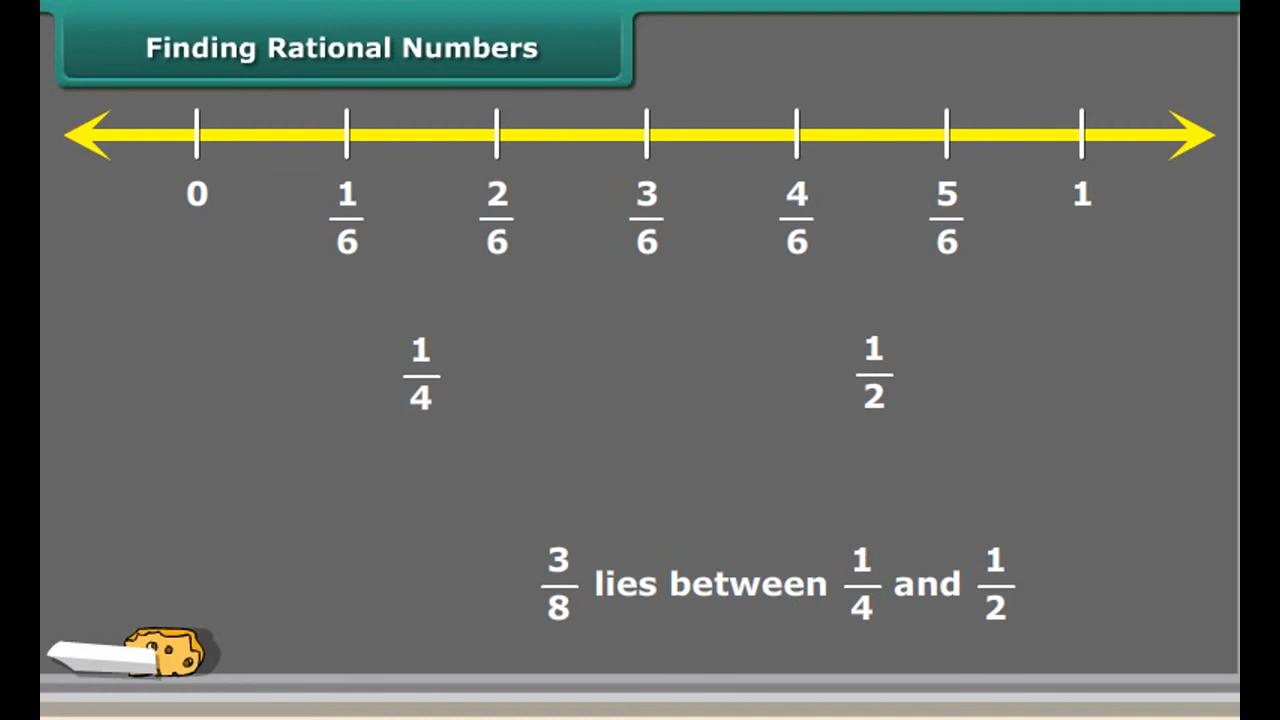 Finding Rational Numbers
0 1/6 2/6 3/6 4/6 5/6 1
1/4 1/2
3/8 lies between 1/4 and 1/2